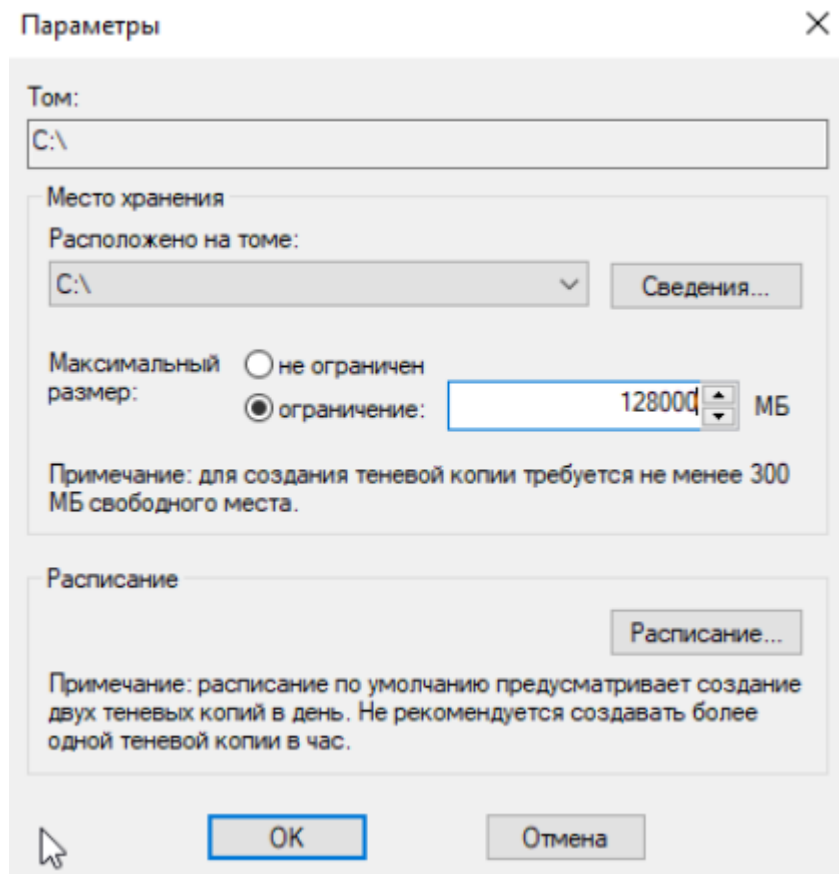 Параметры
Том:
C:\
Место хранения
Расположено на томе:
C:\
Сведения...
Максимальный
размер:
не ограничен
ограничение:
128000
МБ
Примечание: для создания теневой копии требуется не менее 300
МБ свободного места.
Расписание
Расписание...
Примечание: расписание по умолчанию предусматривает создание
двух теневых копий в день. Не рекомендуется создавать более
одной теневой копии в час.
OK
Отмена